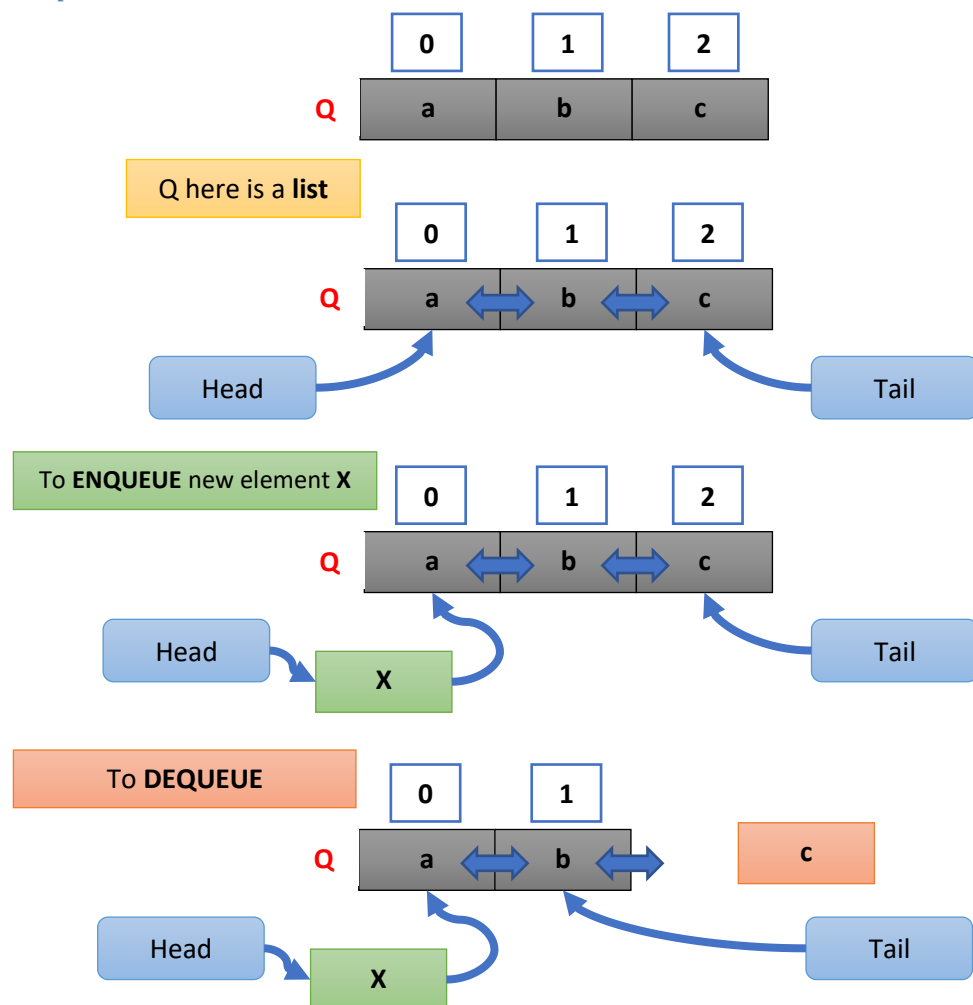 0 1 2
Q a b c
Q here is a list
0 1 2
Q a b c
Head Tail
To ENQUEUE new element X
0 1 2
Q a b c
Head Tail
X
To DEQUEUE
0 1
Q a b c
Head Tail
X